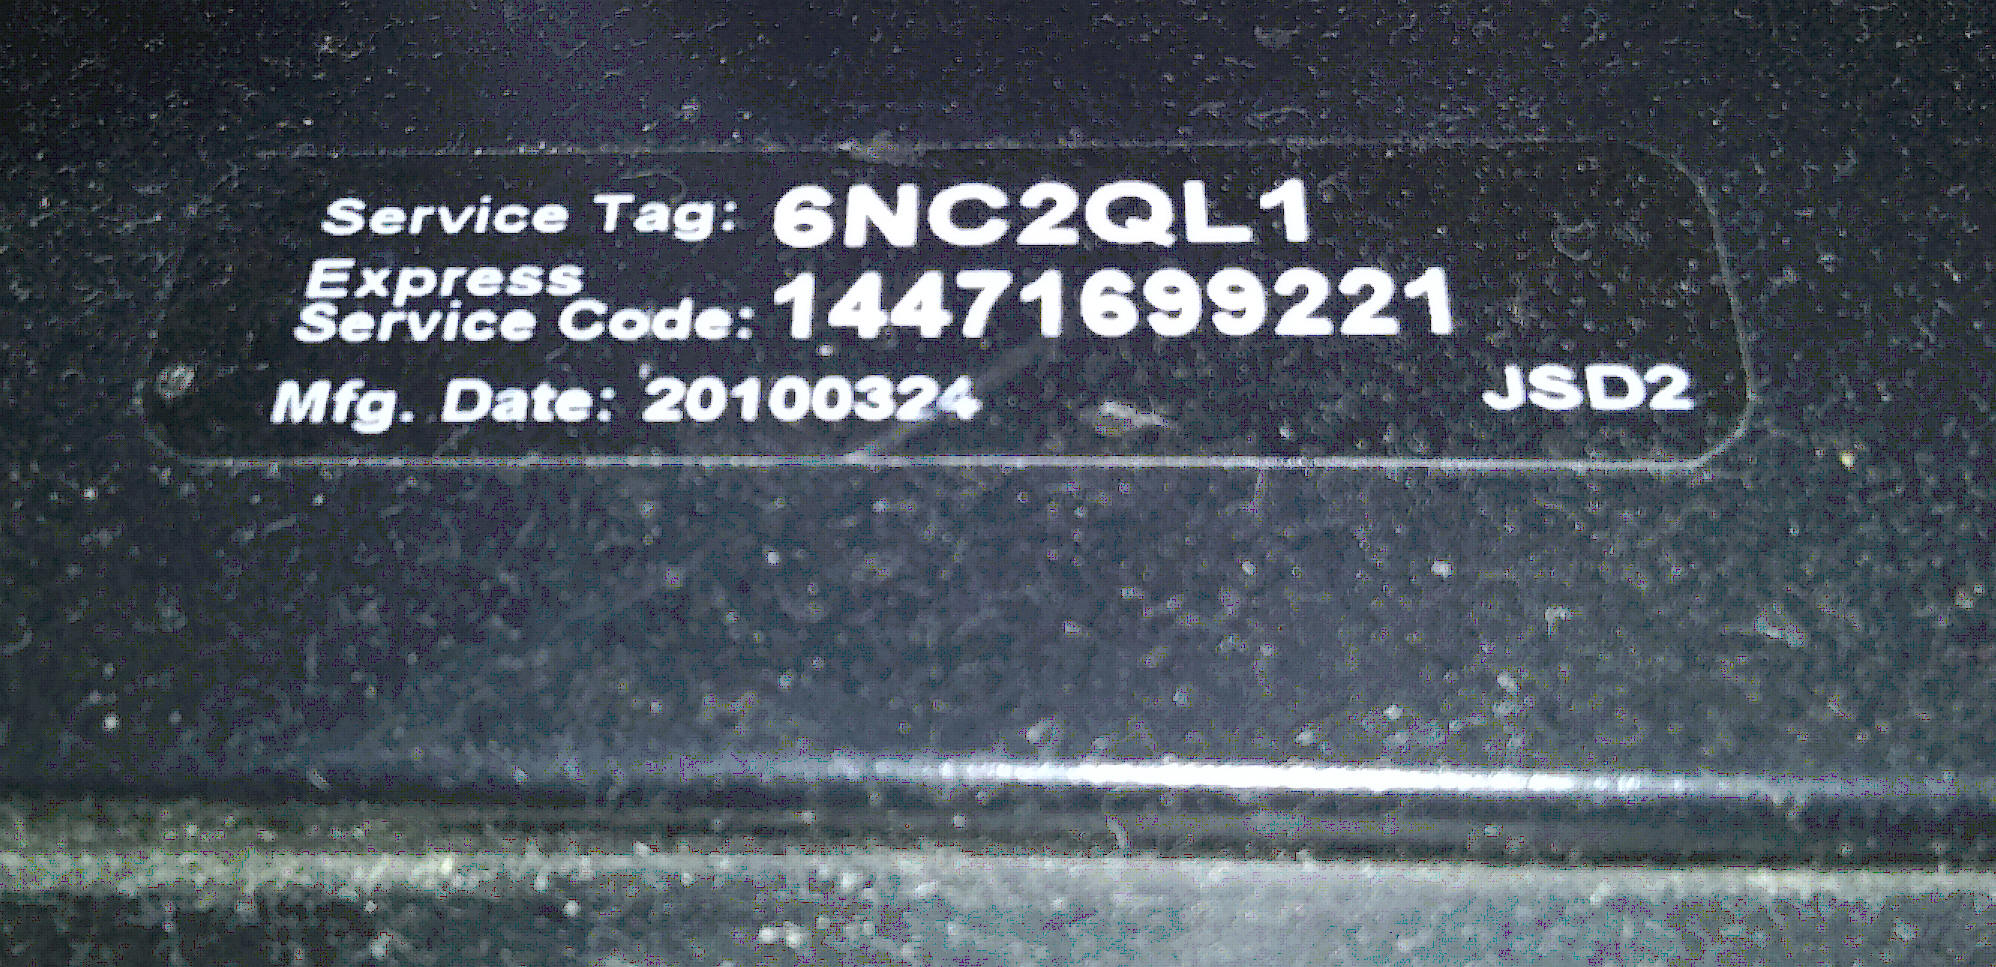 Service Tag: 6NC2QL1
Express
Service Code: 14471699221
Mfg. Date: 20100324 JSD2